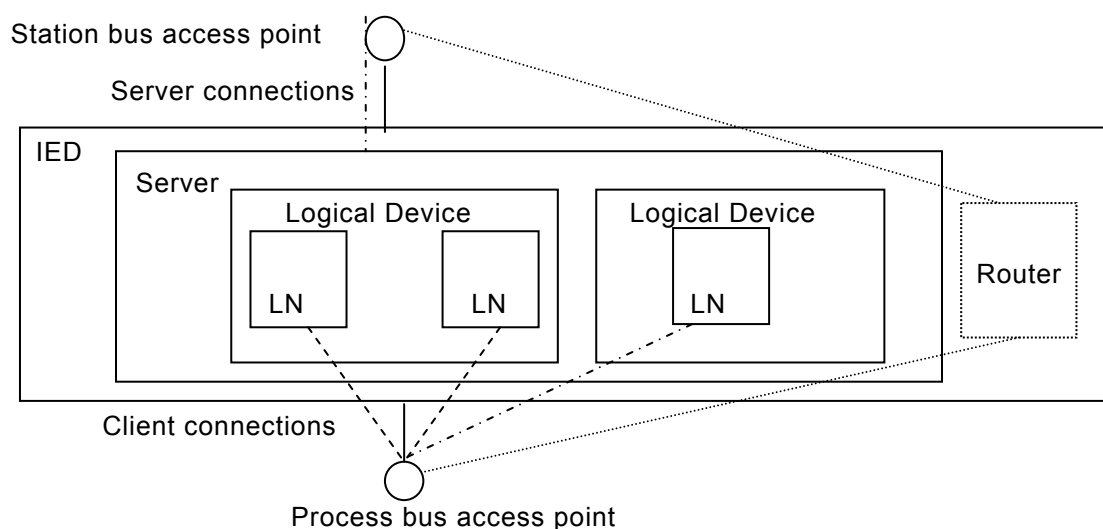 Station bus access point
Server connections
IED
Server
Logical Device
Logical Device
LN
LN
LN
Router
Client connections
Process bus access point